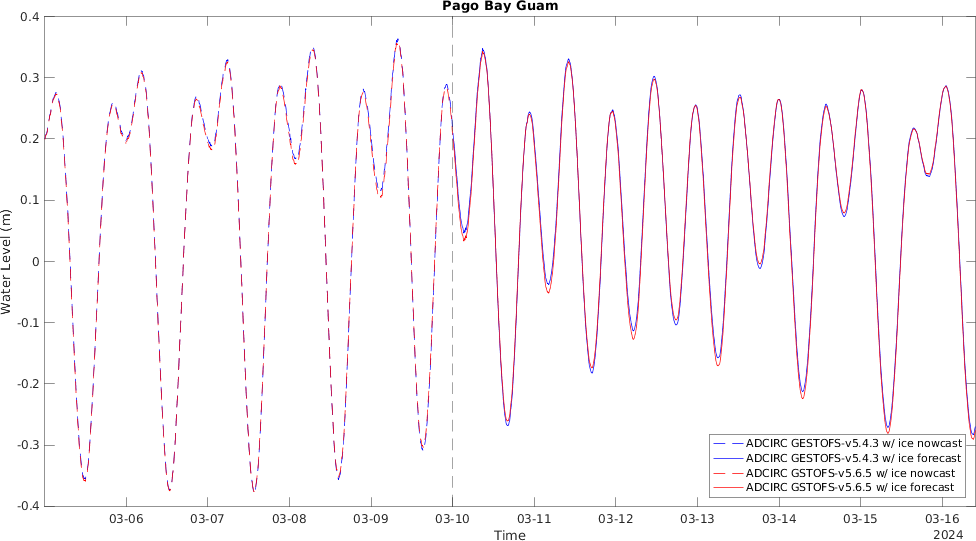 Pago Bay Guam
0.4
0.3
0.2
0.1
0
-0.1
-0.2
-0.3
-0.4
Water Level (m)
03-06 03-07 03-08 03-09 03-10 03-11 03-12 03-13 03-14 03-15 03-16
2024
Time
ADCIRC GESTOFS-v5.4.3 w/ ice nowcast
ADCIRC GESTOFS-v5.4.3 w/ ice forecast
ADCIRC GSTOFS-v5.6.5 w/ ice nowcast
ADCIRC GSTOFS-v5.6.5 w/ ice forecast